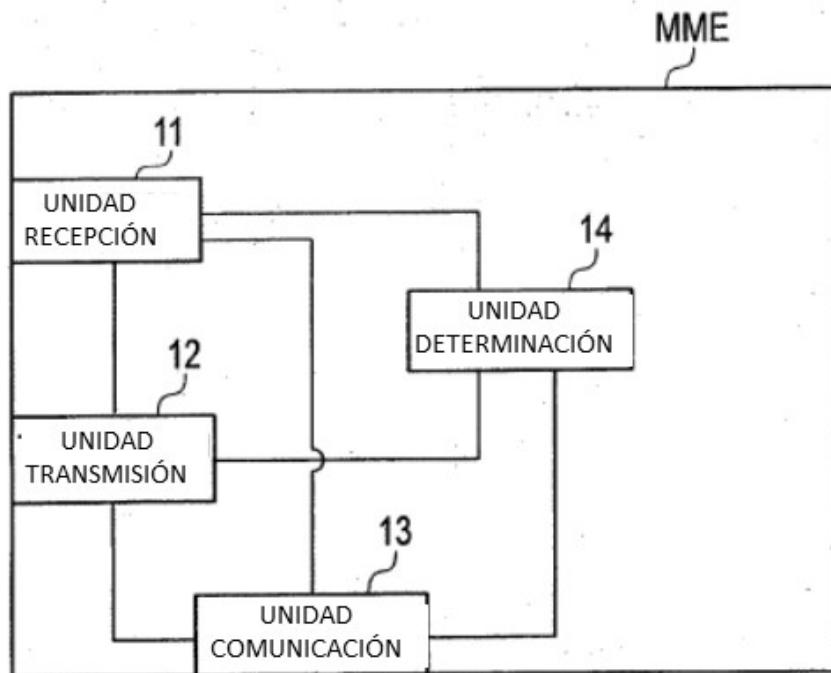 MME
11
UNIDAD
RECEPCIÓN
14
UNIDAD
DETERMINACIÓN
12
UNIDAD
TRANSMISIÓN
13
UNIDAD
COMUNICACIÓN